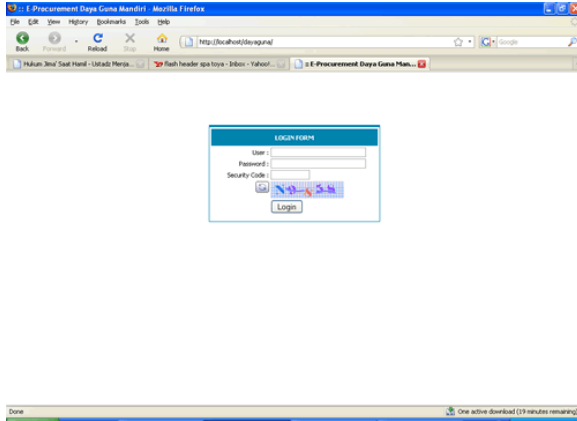 :: E-Procurement Daya Guna Mandiri - Mozilla Firefox
File Edit View History Bookmarks Tools Help
Back Forward Reload Stop Home http://localhost/dayaguna/ Google
Hukum Jima' Saat Hamil - Ustadz Menja... flash header spa toya - Inbox - Yahoo!... :: E-Procurement Daya Guna Man...
LOGIN FORM
User :
Password :
Security Code :
Login
Done One active download (19 minutes remaining)